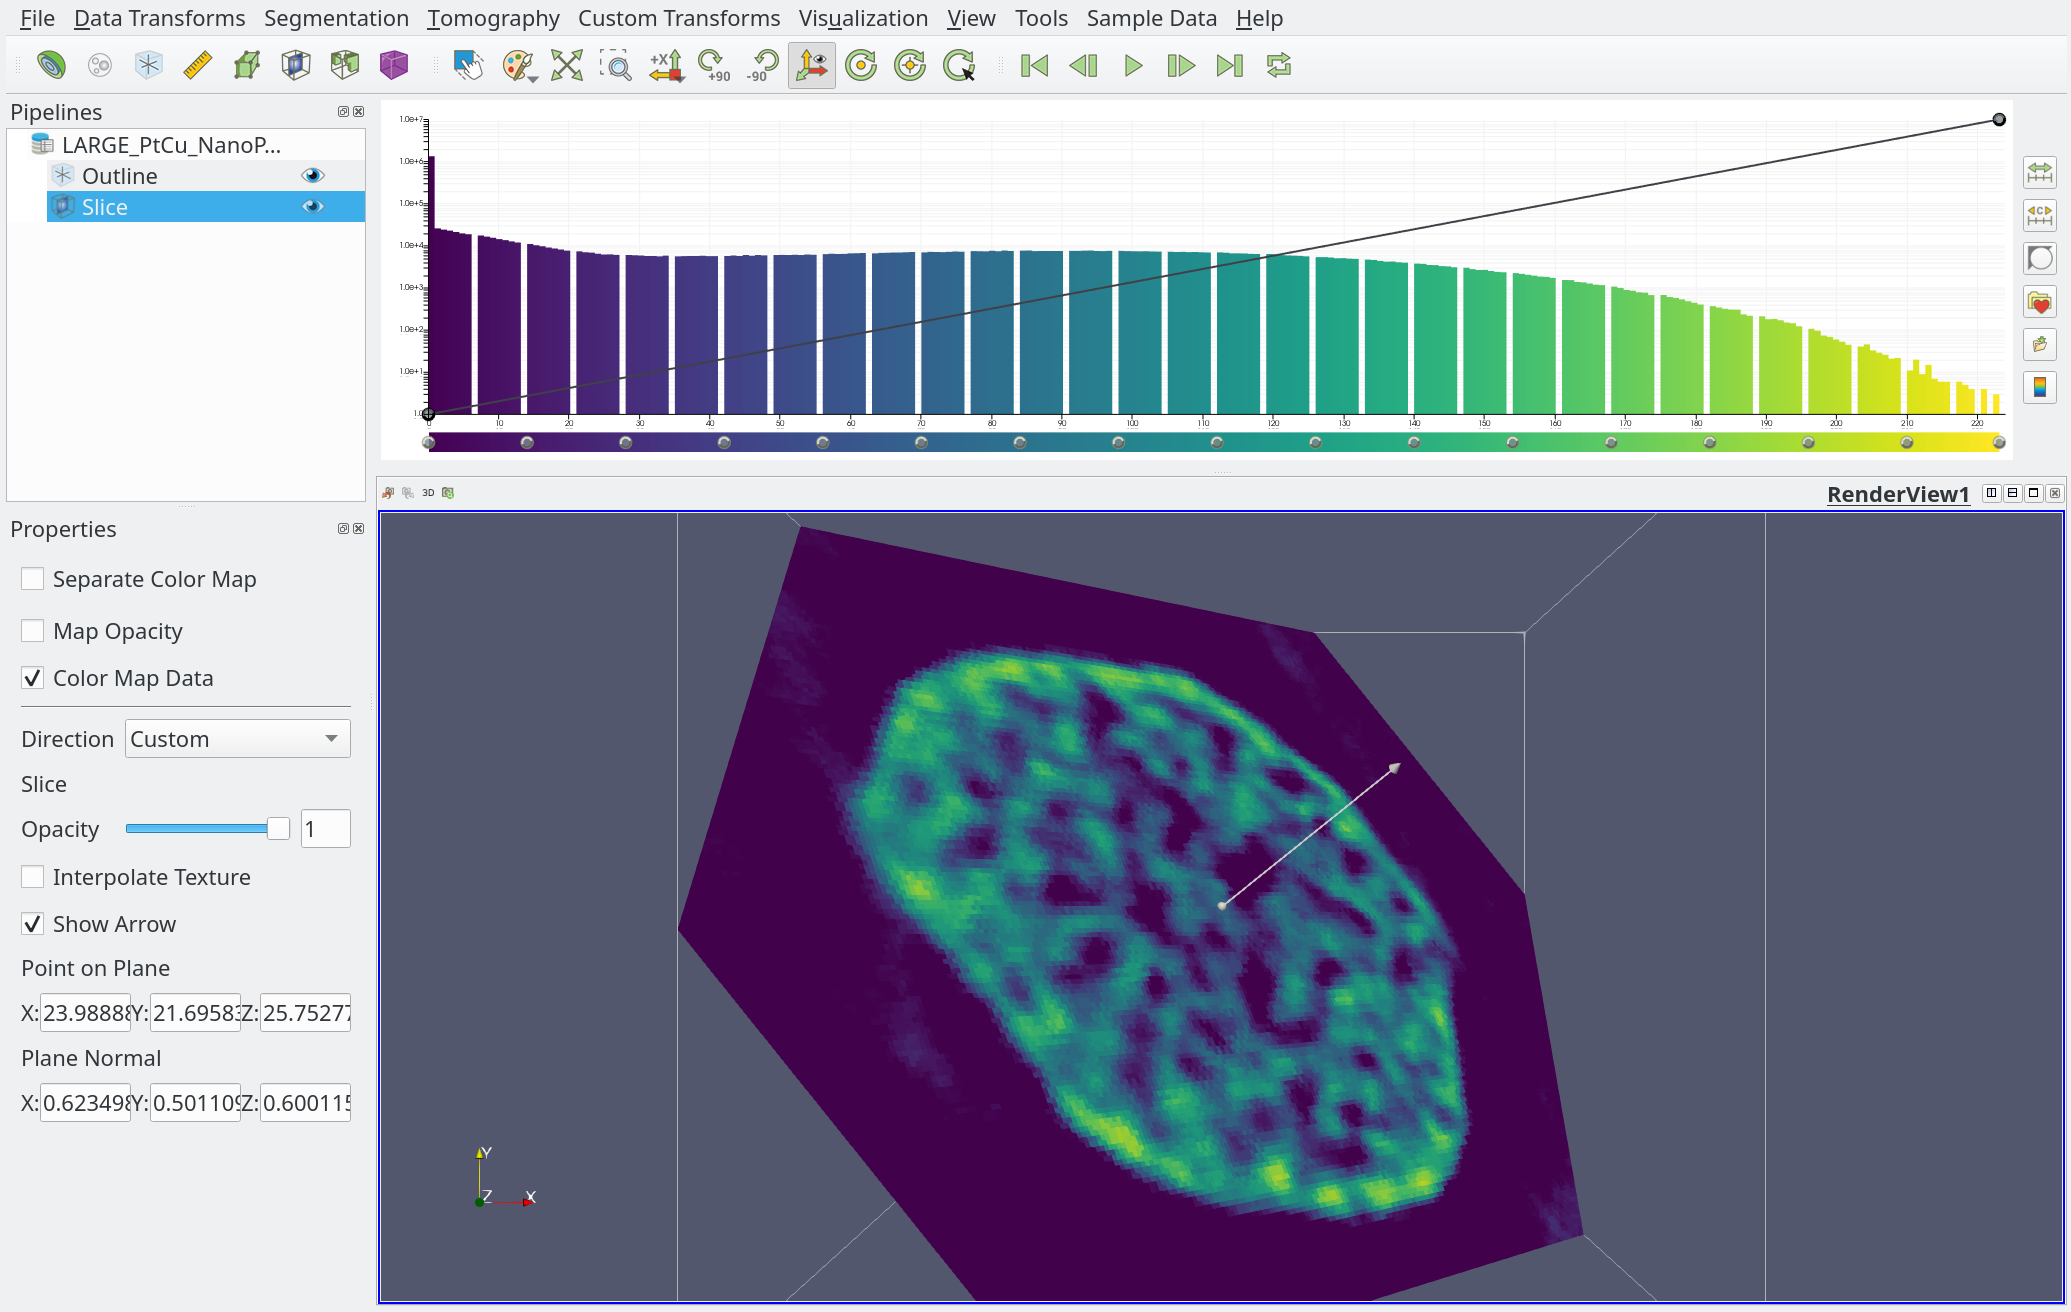 File Data Transforms Segmentation Tomography Custom Transforms Visualization View Tools Sample Data Help
+X +90 -90
Pipelines
LARGE_PtCu_NanoP...
Outline
Slice
1.0e+7
1.0e+6
1.0e+5
1.0e+4
1.0e+3
1.0e+2
1.0e+1
1.0
0 10 20 30 40 50 60 70 80 90 100 110 120 130 140 150 160 170 180 190 200 210 220
C
3D
RenderView1
Properties
Separate Color Map
Map Opacity
Color Map Data
Direction Custom
Slice
Opacity 1
Interpolate Texture
Show Arrow
Point on Plane
X: 23.98888 Y: 21.69583 Z: 25.75277
Plane Normal
X: 0.623498 Y: 0.501109 Z: 0.600115
Y
Z X